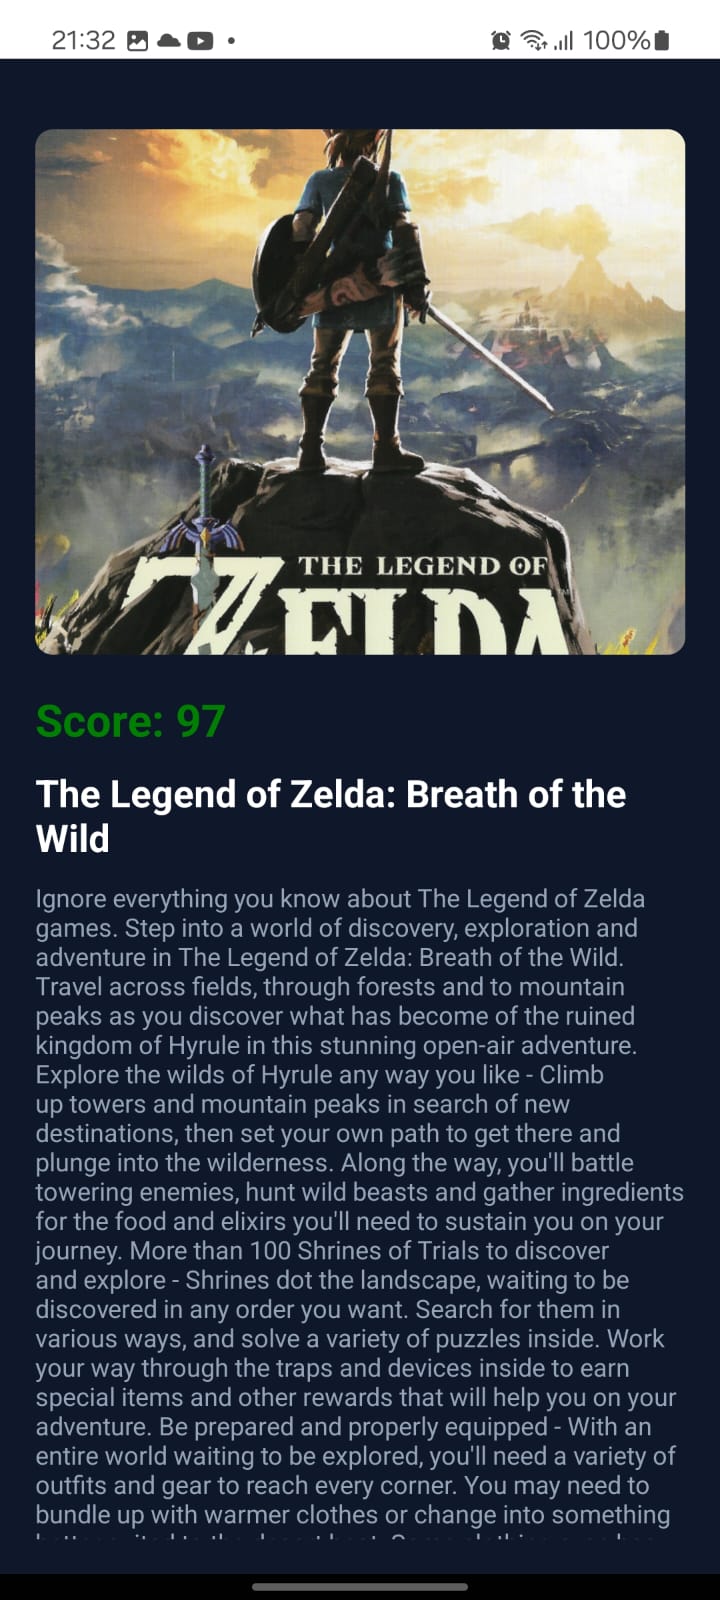 21:32
100%
THE LEGEND OF
ZELDA
Score: 97
The Legend of Zelda: Breath of the
Wild
Ignore everything you know about The Legend of Zelda
games. Step into a world of discovery, exploration and
adventure in The Legend of Zelda: Breath of the Wild.
Travel across fields, through forests and to mountain
peaks as you discover what has become of the ruined
kingdom of Hyrule in this stunning open-air adventure.
Explore the wilds of Hyrule any way you like - Climb
up towers and mountain peaks in search of new
destinations, then set your own path to get there and
plunge into the wilderness. Along the way, you'll battle
towering enemies, hunt wild beasts and gather ingredients
for the food and elixirs you'll need to sustain you on your
journey. More than 100 Shrines of Trials to discover
and explore - Shrines dot the landscape, waiting to be
discovered in any order you want. Search for them in
various ways, and solve a variety of puzzles inside. Work
your way through the traps and devices inside to earn
special items and other rewards that will help you on your
adventure. Be prepared and properly equipped - With an
entire world waiting to be explored, you'll need a variety of
outfits and gear to reach every corner. You may need to
bundle up with warmer clothes or change into something